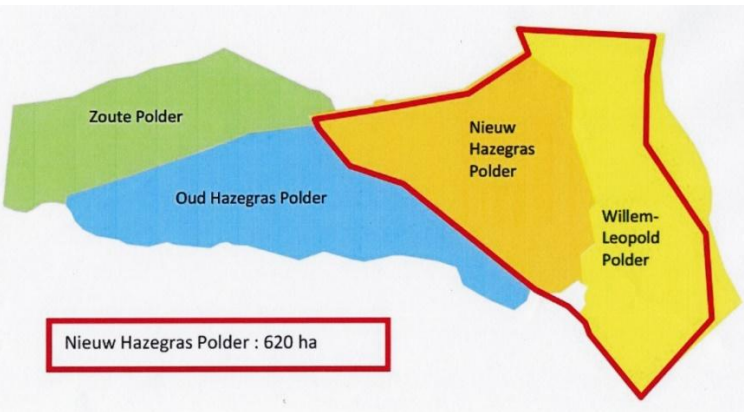 Zoute Polder
Oud Hazegras Polder
Nieuw
Hazegras
Polder
Willem-
Leopold
Polder
Nieuw Hazegras Polder : 620 ha